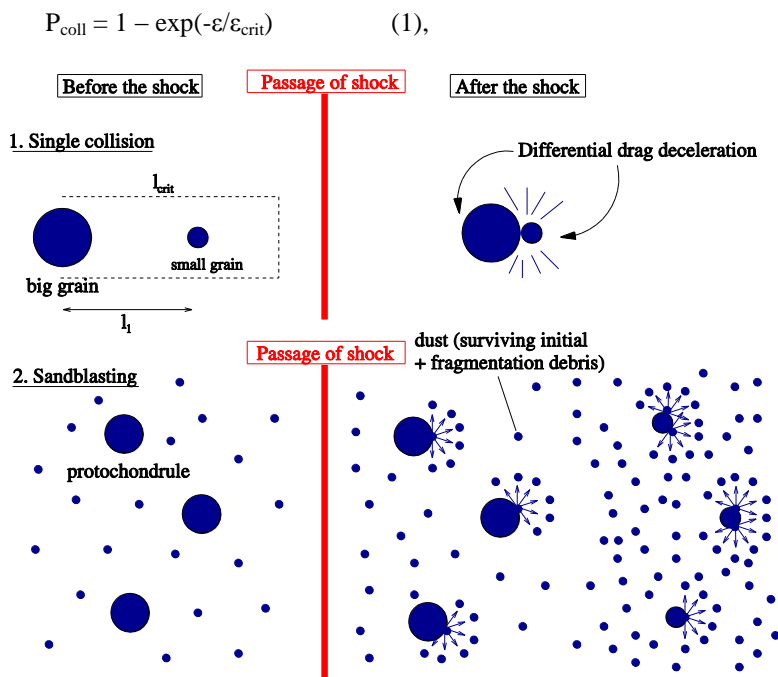 P_coll = 1 – exp(-ε/ε_crit) (1),
Before the shock
Passage of shock
After the shock
1. Single collision
Differential drag deceleration
l_crit
small grain
big grain
l_1
dust (surviving initial
+ fragmentation debris)
Passage of shock
2. Sandblasting
protochondrule